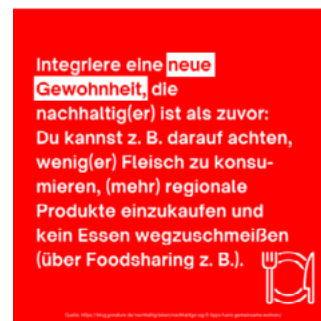 Integriere eine neue
Gewohnheit, die
nachhaltig(er) ist als zuvor:
Du kannst z. B. darauf achten,
wenig(er) Fleisch zu konsu-
mieren, (mehr) regionale
Produkte einzukaufen und
kein Essen wegzuschmeißen
(über Foodsharing z. B.).